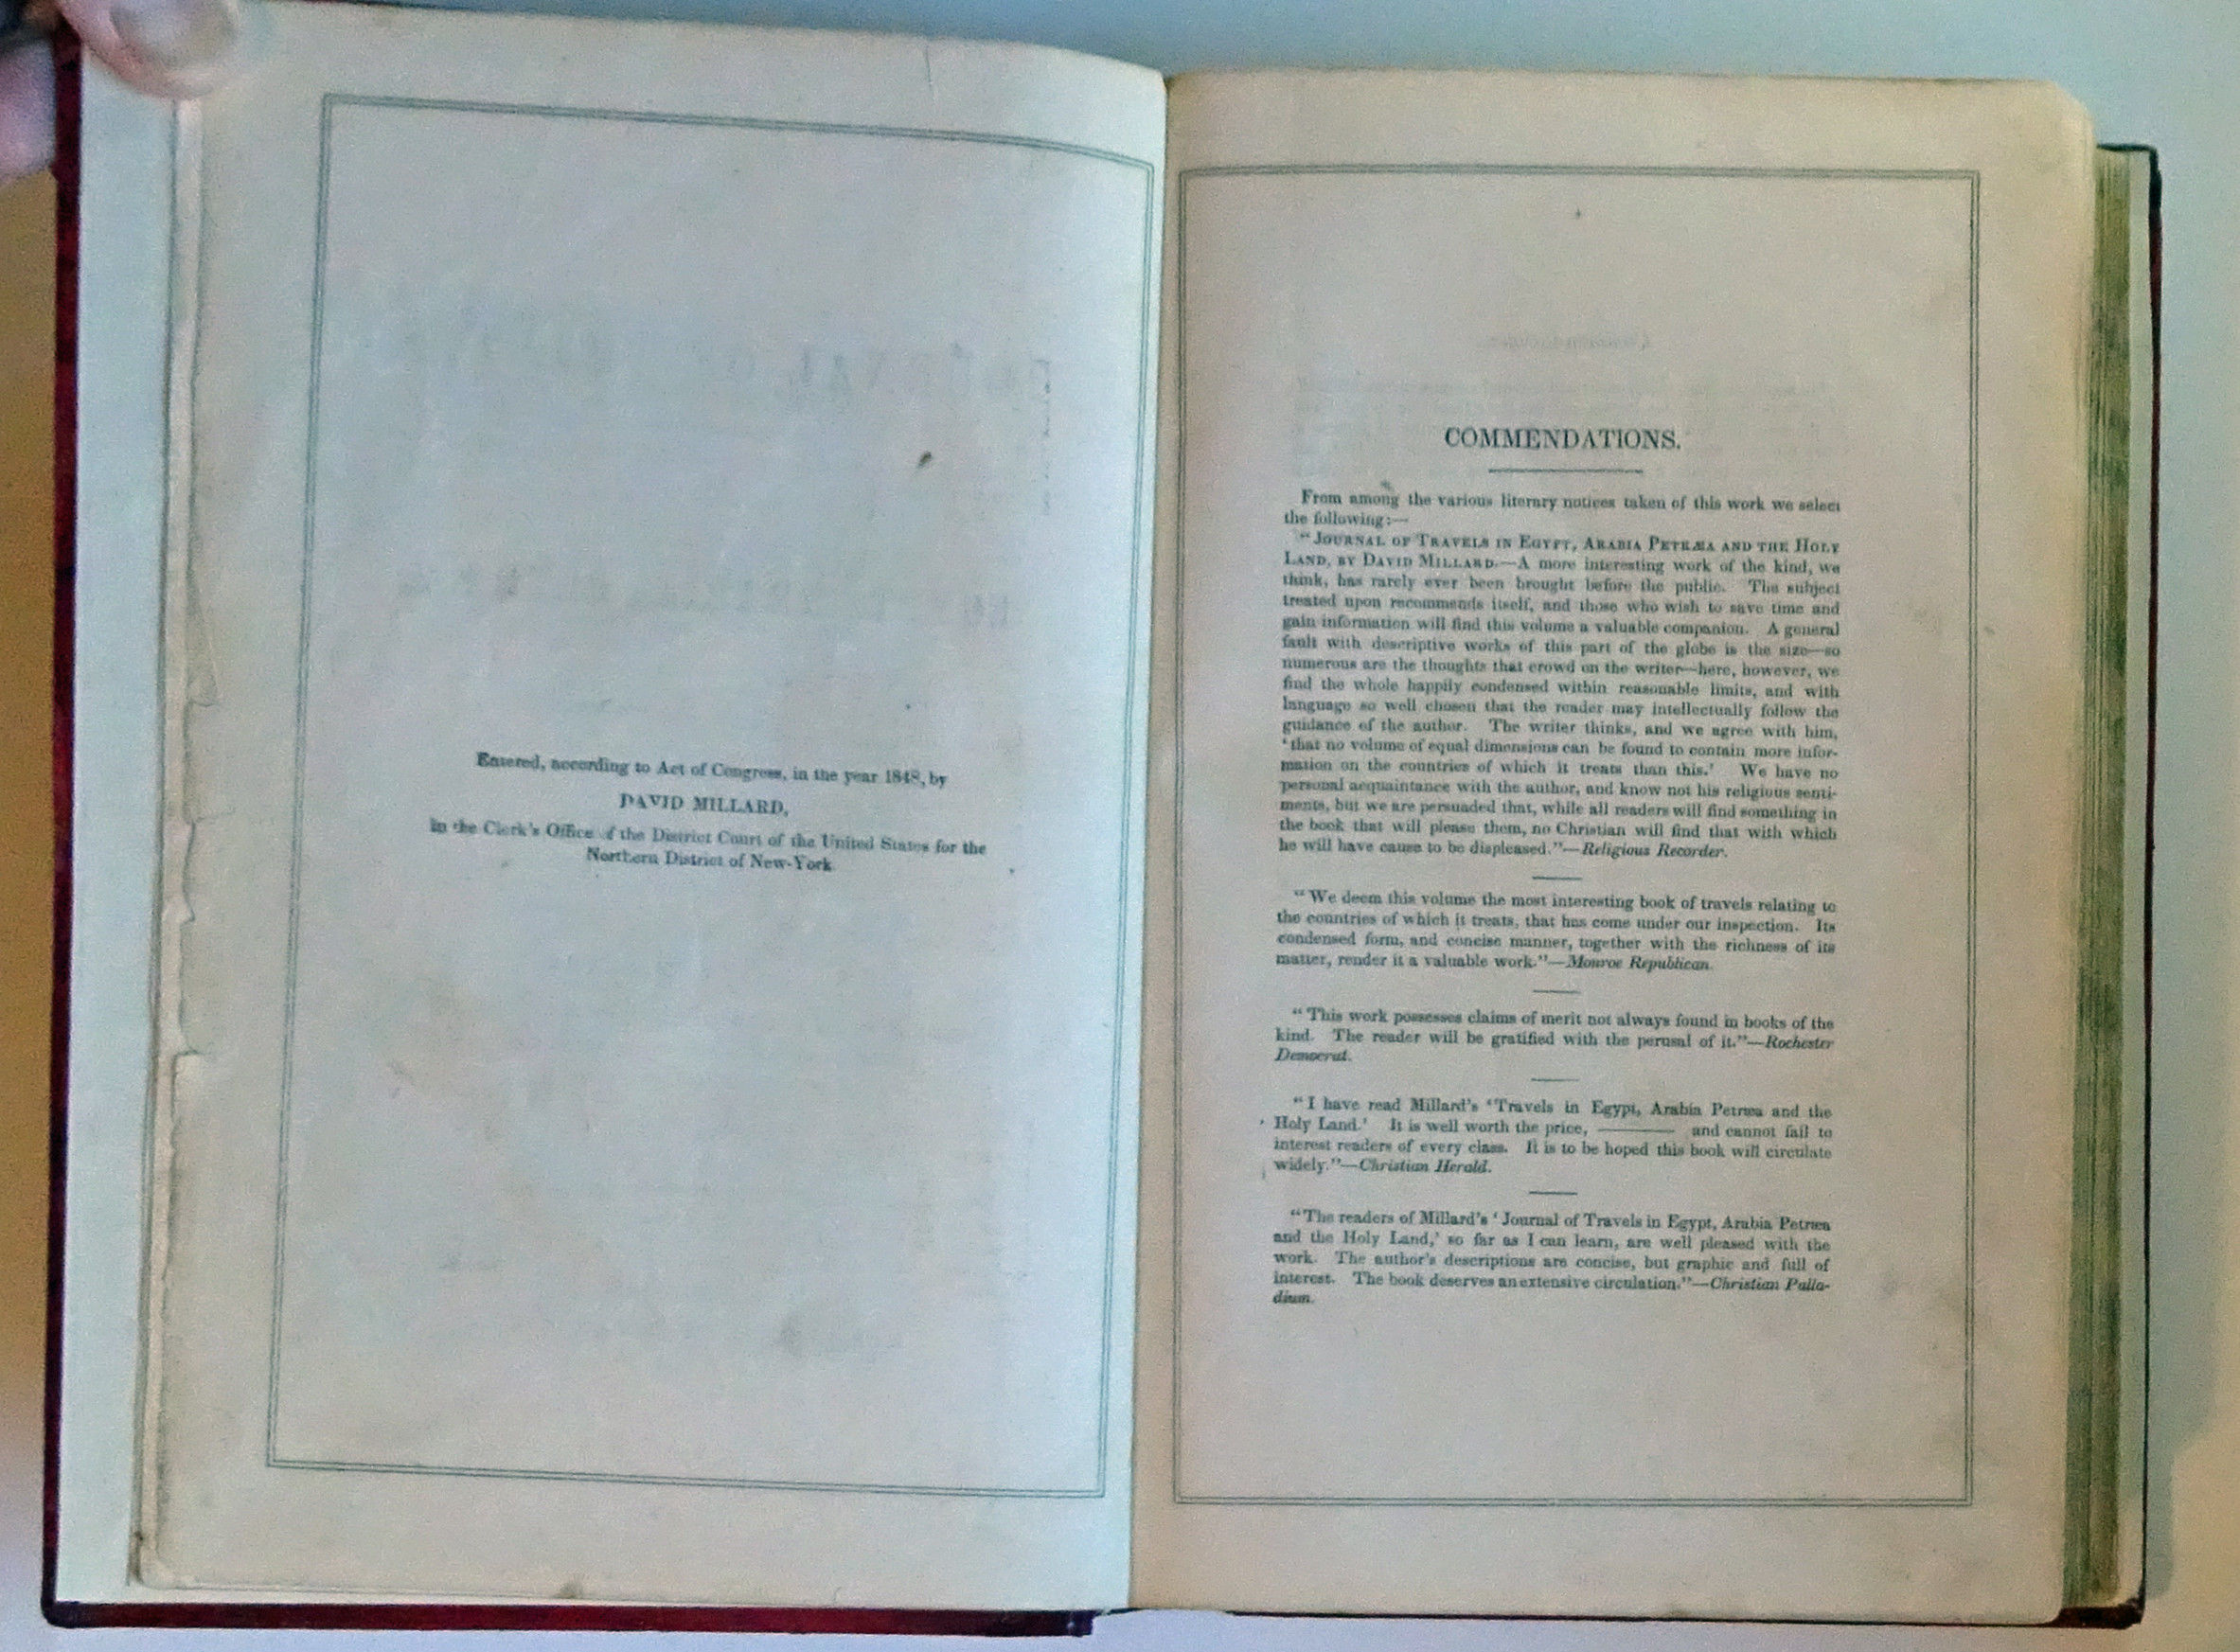 Entered, according to Act of Congress, in the year 1848, by
DAVID MILLARD,
In the Clerk's Office of the District Court of the United States for the
Northern District of New-York
COMMENDATIONS.
From among the various literary notices taken of this work we select
the following:—
"JOURNAL OF TRAVELS IN EGYPT, ARABIA PETRÆA AND THE HOLY
LAND, BY DAVID MILLARD.—A more interesting work of the kind, we
think, has rarely ever been brought before the public. The subject
treated upon recommends itself, and those who wish to save time and
gain information will find this volume a valuable companion. A general
fault with descriptive works of this part of the globe is the size—so
numerous are the thoughts that crowd on the writer—here, however, we
find the whole happily condensed within reasonable limits, and with
language so well chosen that the reader may intellectually follow the
guidance of the author. The writer thinks, and we agree with him,
'that no volume of equal dimensions can be found to contain more infor-
mation on the countries of which it treats than this.' We have no
personal acquaintance with the author, and know not his religious senti-
ments, but we are persuaded that, while all readers will find something in
the book that will please them, no Christian will find that with which
he will have cause to be displeased."—Religious Recorder.
"We deem this volume the most interesting book of travels relating to
the countries of which it treats, that has come under our inspection. Its
condensed form, and concise manner, together with the richness of its
matter, render it a valuable work."—Monroe Republican.
"This work possesses claims of merit not always found in books of the
kind. The reader will be gratified with the perusal of it."—Rochester
Democrat.
"I have read Millard's 'Travels in Egypt, Arabia Petræa and the
Holy Land.' It is well worth the price, ——— and cannot fail to
interest readers of every class. It is to be hoped this book will circulate
widely."—Christian Herald.
"The readers of Millard's 'Journal of Travels in Egypt, Arabia Petræa
and the Holy Land,' so far as I can learn, are well pleased with the
work. The author's descriptions are concise, but graphic and full of
interest. The book deserves an extensive circulation."—Christian Palla-
dium.